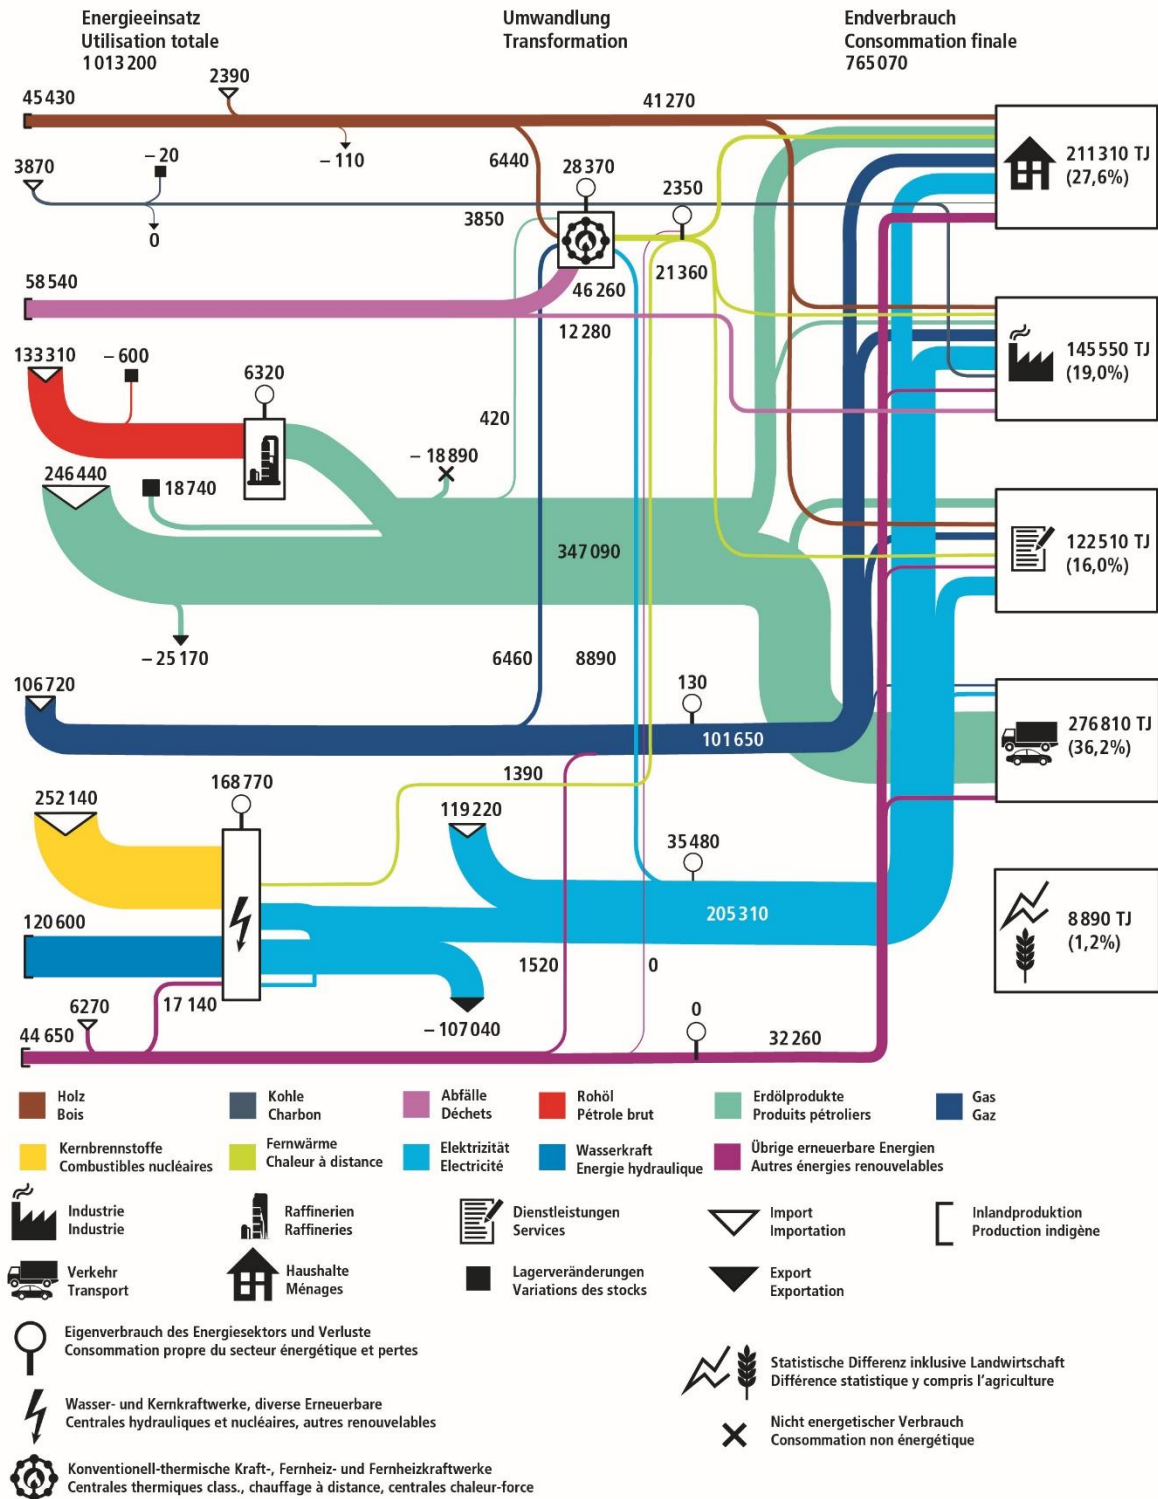 Energieeinsatz
Utilisation totale
1 013 200
Umwandlung
Transformation
Endverbrauch
Consommation finale
765 070
2390
45 430
41 270
– 110
6440
– 20
3870
0
28 370
2350
3850
211 310 TJ
(27,6%)
58 540
46 260
21 360
12 280
133 310
– 600
6320
420
145 550 TJ
(19,0%)
– 18 890
246 440
18 740
347 090
122 510 TJ
(16,0%)
– 25 170
6460
8890
106 720
130
101 650
276 810 TJ
(36,2%)
1390
168 770
252 140
119 220
35 480
205 310
8 890 TJ
(1,2%)
120 600
1520
0
17 140
6270
– 107 040
0
44 650
32 260
Holz
Bois
Kohle
Charbon
Abfälle
Déchets
Rohöl
Pétrole brut
Erdölprodukte
Produits pétroliers
Gas
Gaz
Kernbrennstoffe
Combustibles nucléaires
Fernwärme
Chaleur à distance
Elektrizität
Electricité
Wasserkraft
Energie hydraulique
Übrige erneuerbare Energien
Autres énergies renouvelables
Industrie
Industrie
Raffinerien
Raffineries
Dienstleistungen
Services
Import
Importation
Inlandproduktion
Production indigène
Verkehr
Transport
Haushalte
Ménages
Lagerveränderungen
Variations des stocks
Export
Exportation
Eigenverbrauch des Energiesektors und Verluste
Consommation propre du secteur énergétique et pertes
Statistische Differenz inklusive Landwirtschaft
Différence statistique y compris l'agriculture
Wasser- und Kernkraftwerke, diverse Erneuerbare
Centrales hydrauliques et nucléaires, autres renouvelables
Nicht energetischer Verbrauch
Consommation non énergétique
Konventionell-thermische Kraft-, Fernheiz- und Fernheizkraftwerke
Centrales thermiques class., chauffage à distance, centrales chaleur-force